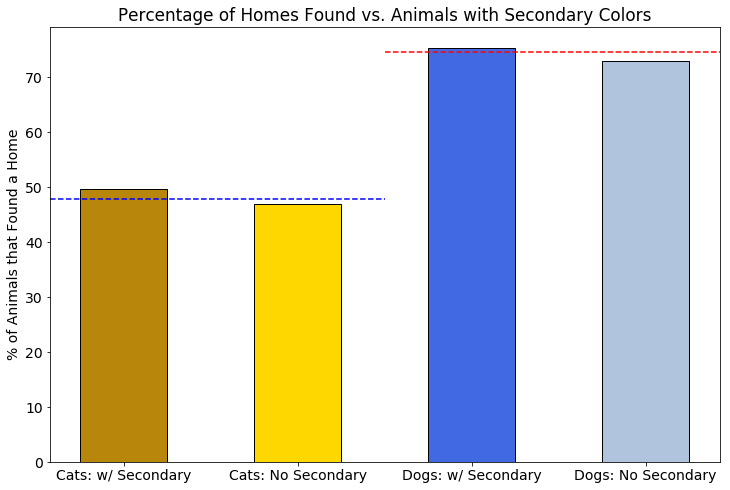 Percentage of Homes Found vs. Animals with Secondary Colors
% of Animals that Found a Home
70
60
50
40
30
20
10
0
Cats: w/ Secondary
Cats: No Secondary
Dogs: w/ Secondary
Dogs: No Secondary